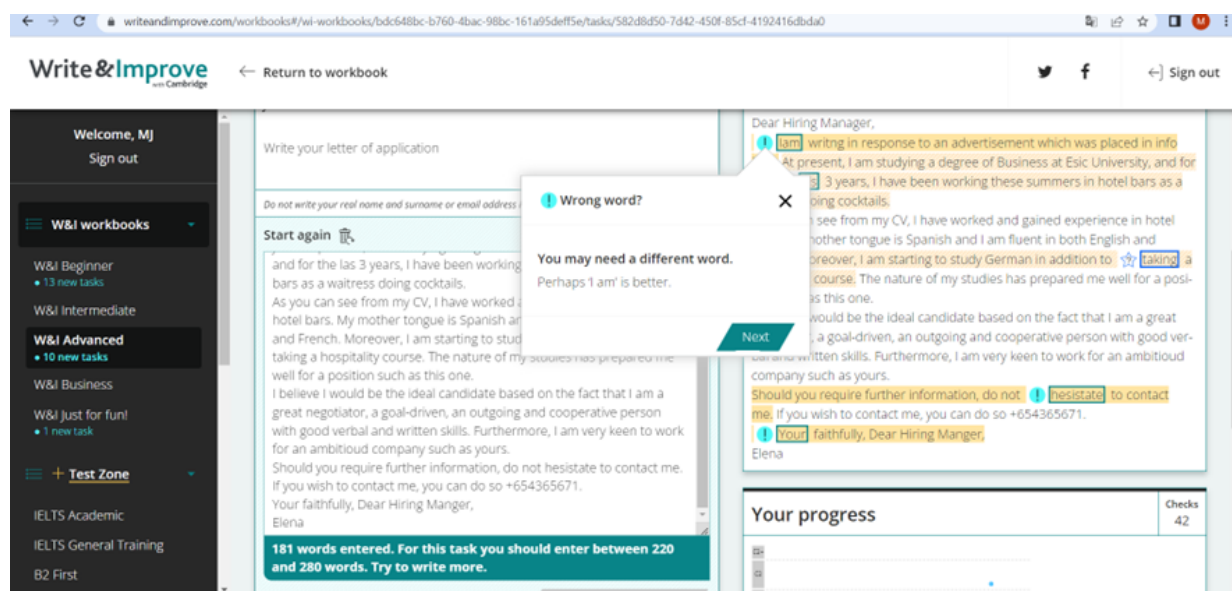 writeandimprove.com/workbooks#/wi-workbooks/bdc648bc-b760-4bac-98bc-161a95deff5e/tasks/582d8d50-7d42-450f-85cf-4192416dbda0
M
Write&Improve
with Cambridge
Return to workbook
Sign out
Welcome, MJ
Sign out
W&I workbooks
W&I Beginner
• 13 new tasks
W&I Intermediate
W&I Advanced
• 10 new tasks
W&I Business
W&I Just for fun!
• 1 new task
+ Test Zone
IELTS Academic
IELTS General Training
B2 First
Write your letter of application
Do not write your real name and surname or email address
Start again
and for the las 3 years, I have been working
bars as a waitress doing cocktails.
As you can see from my CV, I have worked
hotel bars. My mother tongue is Spanish
and French. Moreover, I am starting to
taking a hospitality course. The nature of my studies has prepared me
well for a position such as this one.
I believe I would be the ideal candidate based on the fact that I am a
great negotiator, a goal-driven, an outgoing and cooperative person
with good verbal and written skills. Furthermore, I am very keen to work
for an ambitioud company such as yours.
Should you require further information, do not hesistate to contact me.
If you wish to contact me, you can do so +654365671.
Your faithfully, Dear Hiring Manger,
Elena
181 words entered. For this task you should enter between 220
and 280 words. Try to write more.
! Wrong word?
You may need a different word.
Perhaps 'I am' is better.
Next
Dear Hiring Manager,
! Iam writng in response to an advertisement which was placed in info
At present, I am studying a degree of Business at Esic University, and for
3 years, I have been working these summers in hotel bars as a
doing cocktails.
see from my CV, I have worked and gained experience in hotel
mother tongue is Spanish and I am fluent in both English and
Moreover, I am starting to study German in addition to taking a
course. The nature of my studies has prepared me well for a posi-
as this one.
would be the ideal candidate based on the fact that I am a great
, a goal-driven, an outgoing and cooperative person with good ver-
bal and written skills. Furthermore, I am very keen to work for an ambitioud
company such as yours.
Should you require further information, do not ! hesistate to contact
me. If you wish to contact me, you can do so +654365671.
! Your faithfully, Dear Hiring Manger,
Elena
Your progress
Checks
42